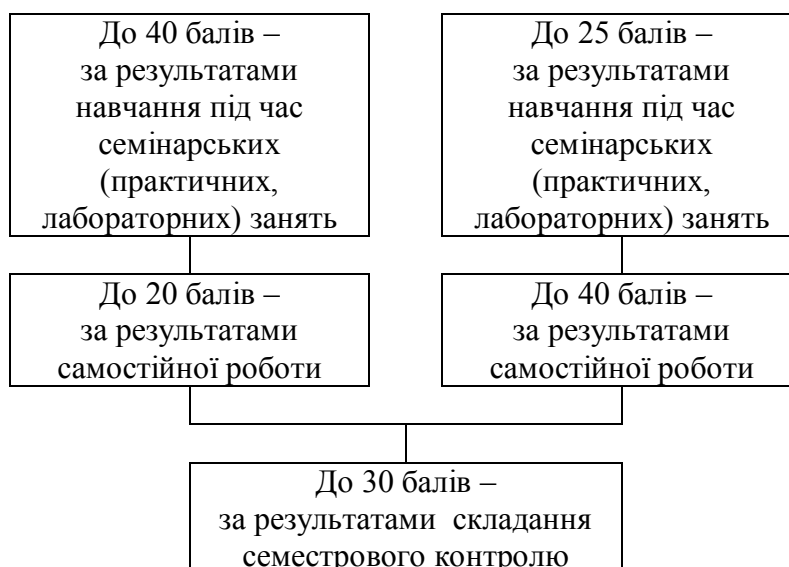 До 40 балів –
за результатами
навчання під час
семінарських
(практичних,
лабораторних) занять
До 25 балів –
за результатами
навчання під час
семінарських
(практичних,
лабораторних) занять
До 20 балів –
за результатами
самостійної роботи
До 40 балів –
за результатами
самостійної роботи
До 30 балів –
за результатами складання
семестрового контролю